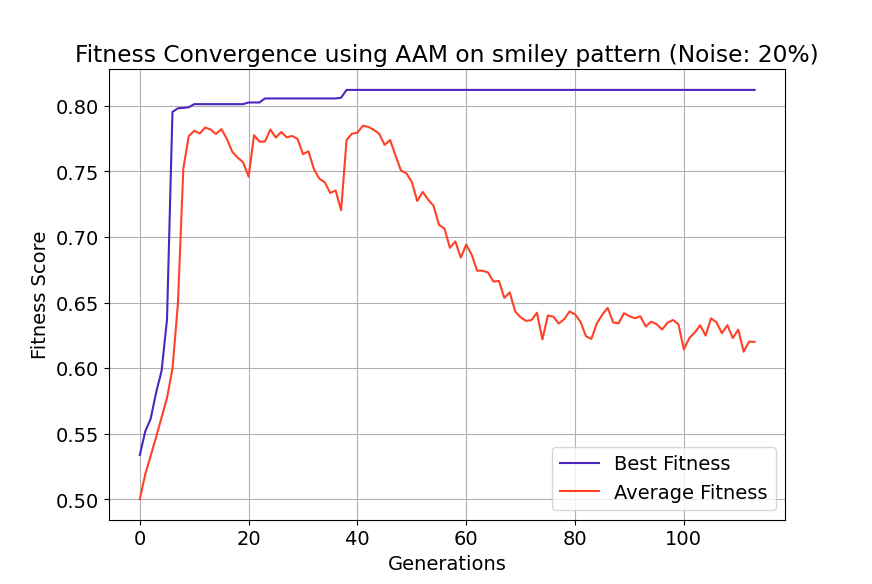 Fitness Convergence using AAM on smiley pattern (Noise: 20%)
Fitness Score
0.80
0.75
0.70
0.65
0.60
0.55
0.50
Best Fitness
Average Fitness
0 20 40 60 80 100
Generations